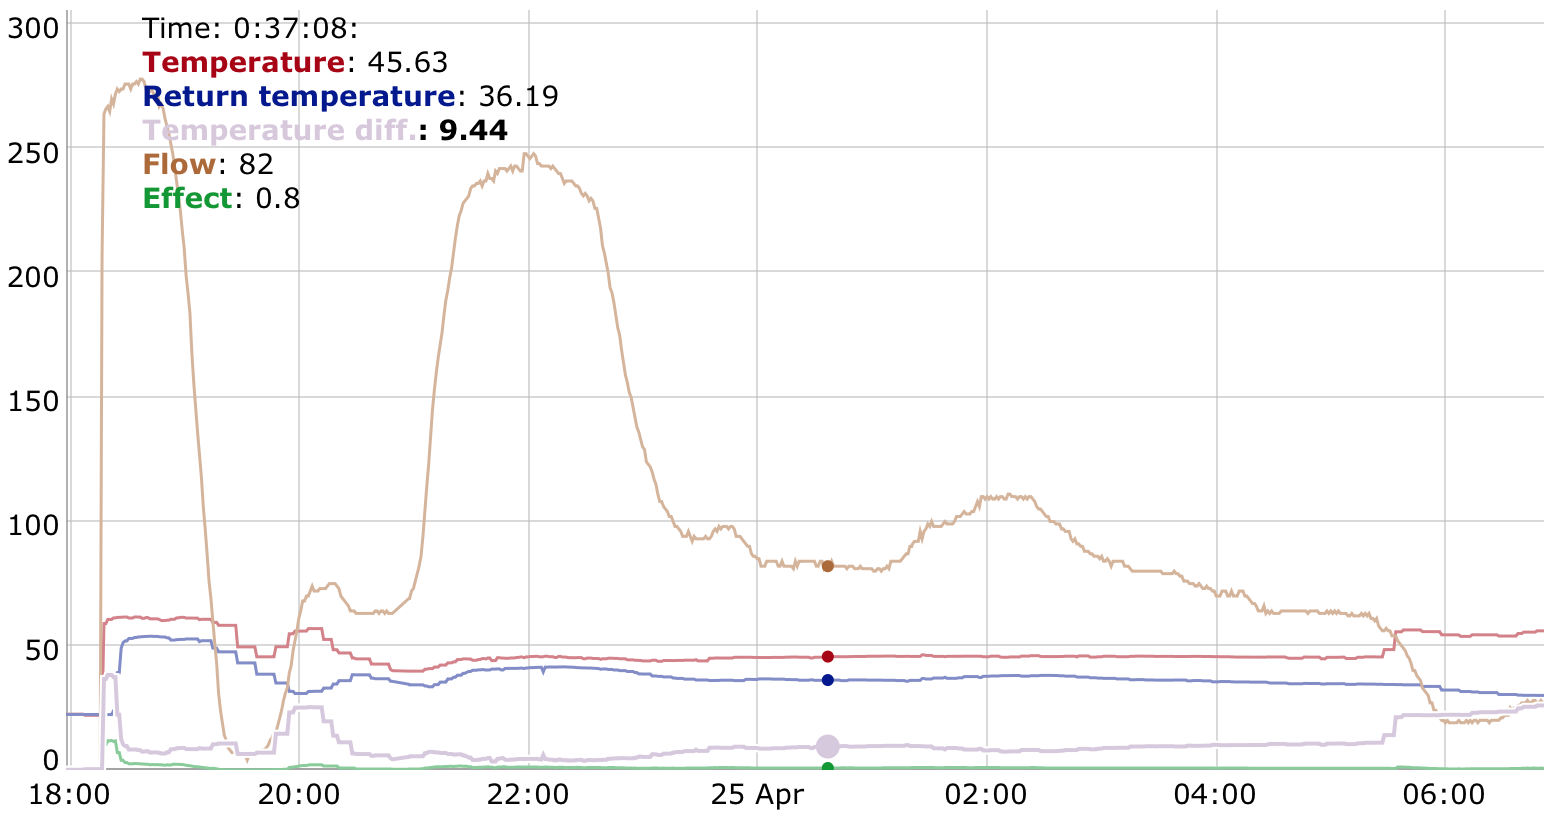 300
Time: 0:37:08:
Temperature: 45.63
Return temperature: 36.19
Temperature diff.: 9.44
250
Flow: 82
Effect: 0.8
200
150
100
50
0
18:00 20:00 22:00 25 Apr 02:00 04:00 06:00